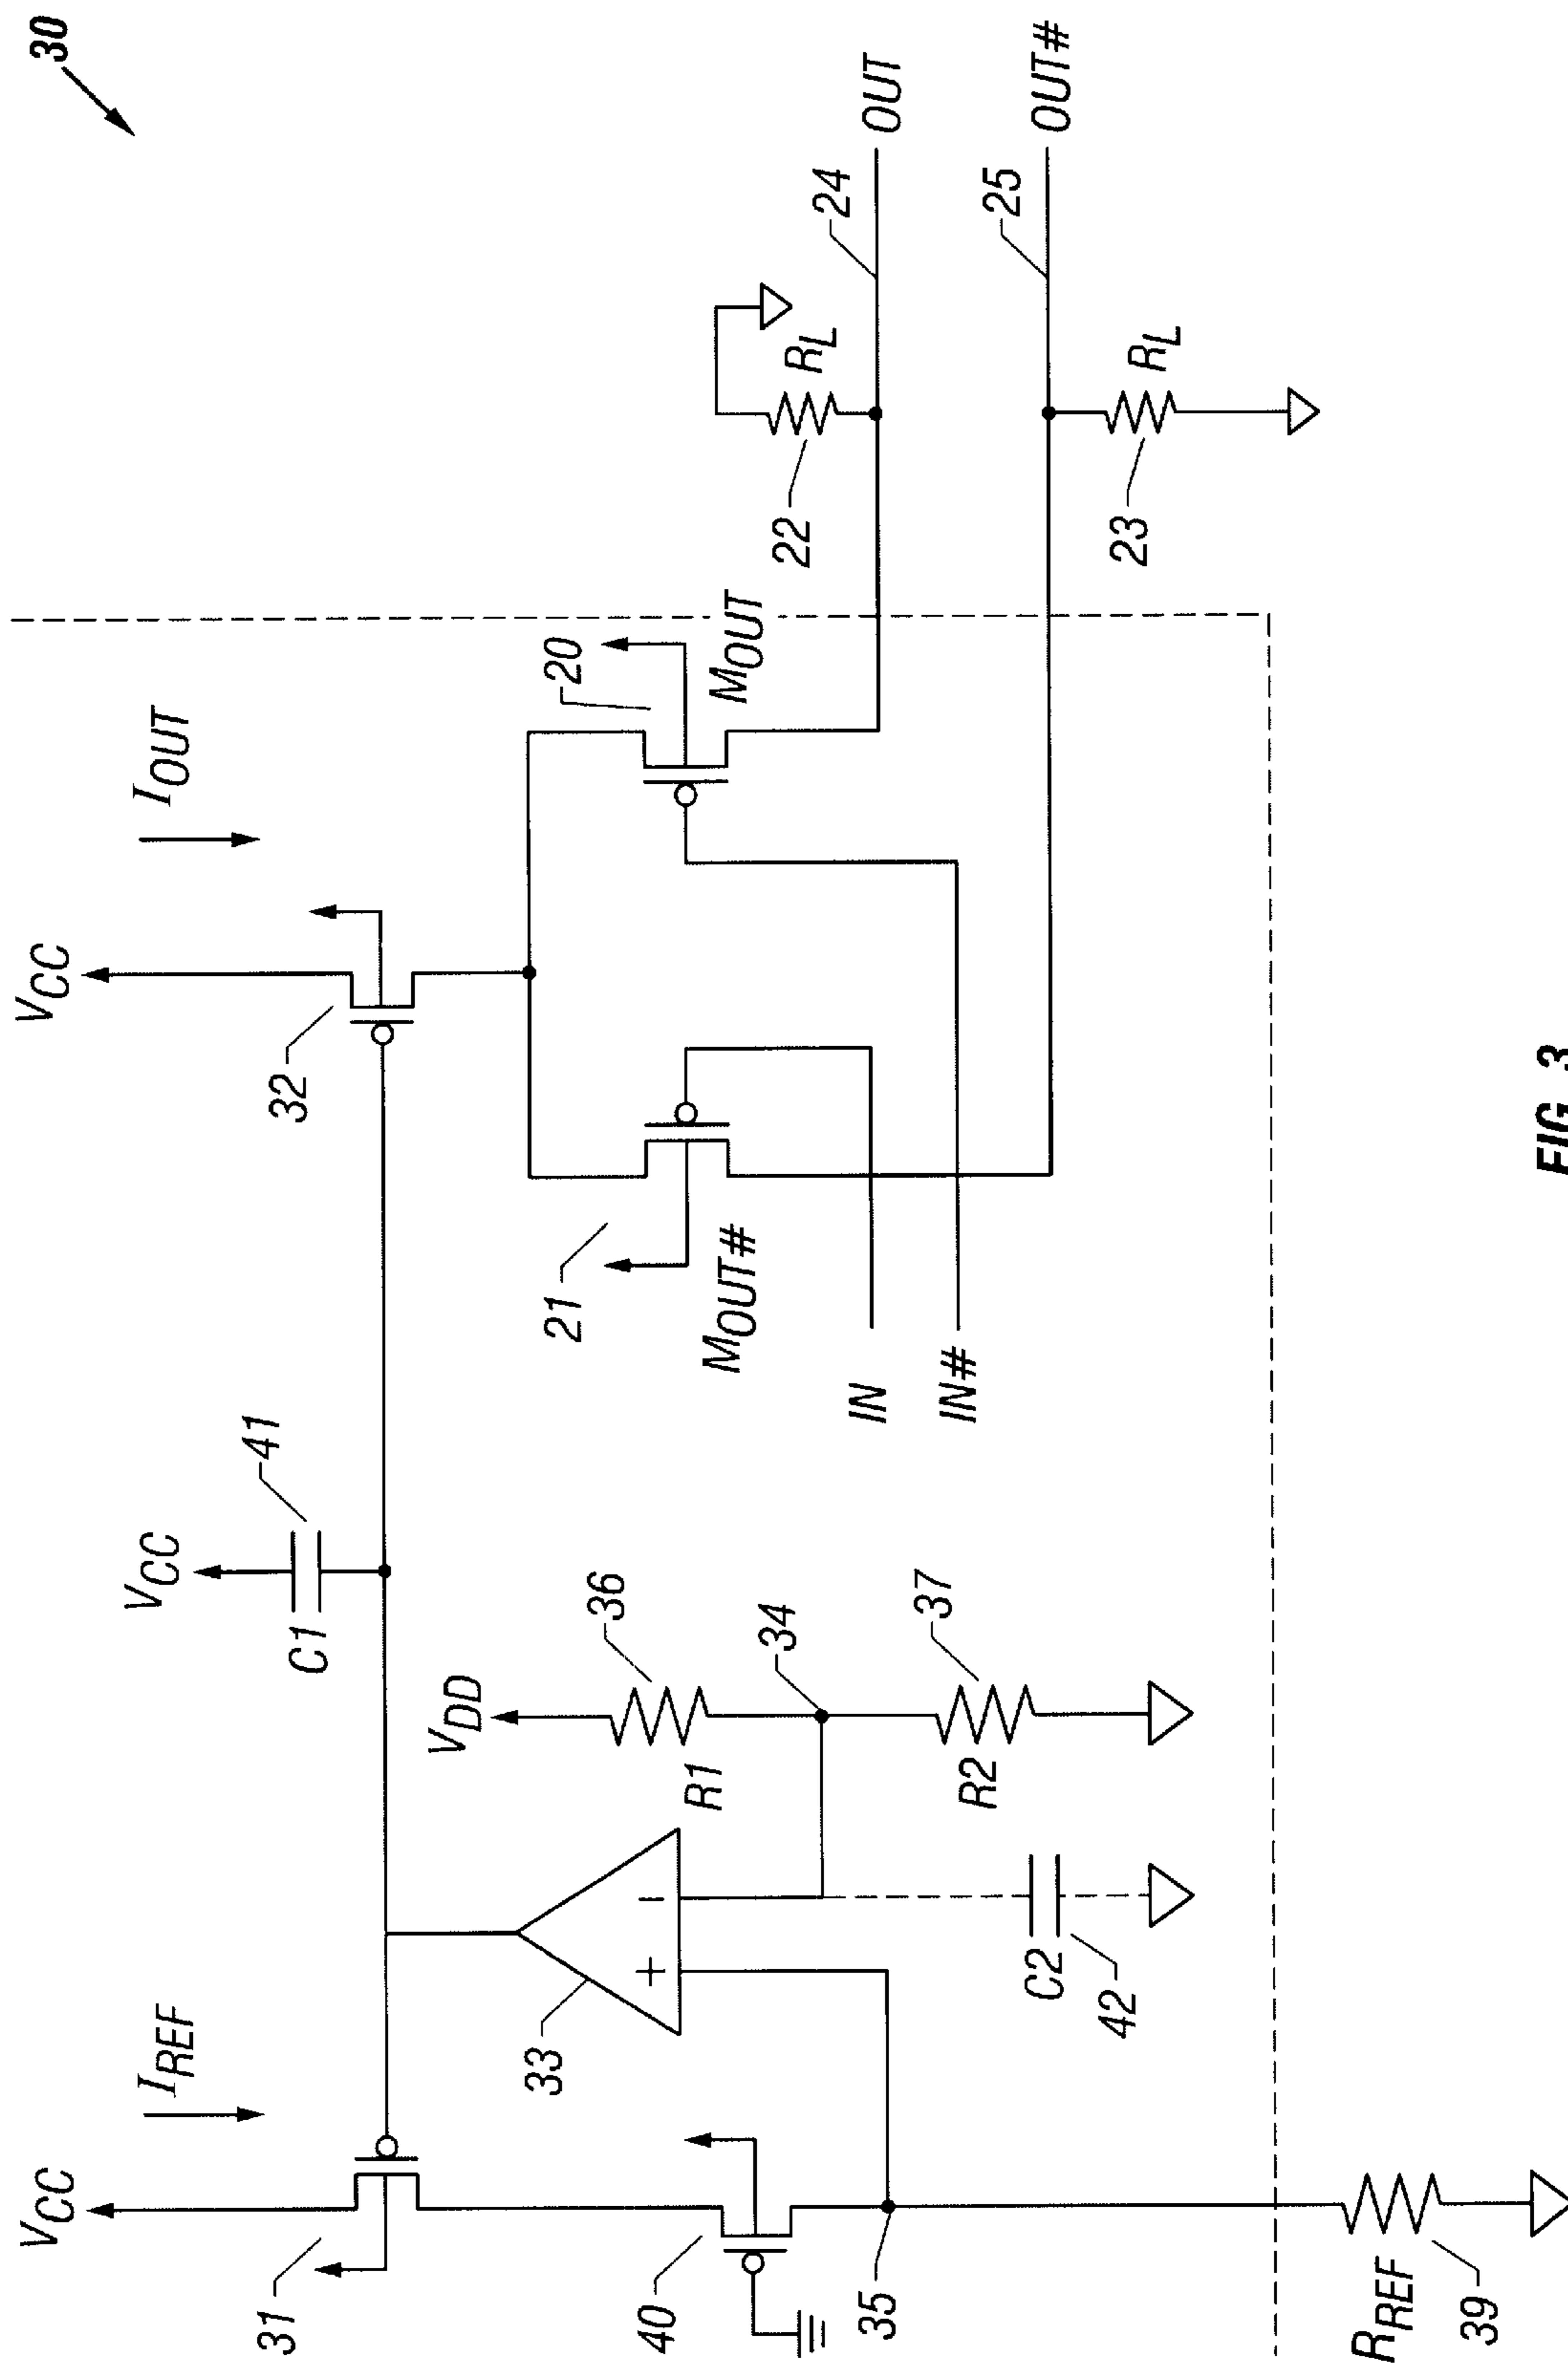 30
VCC
IREF
31
40
35
RREF
39
33
+
−
C2
42
VCC
C1
41
VDD
R1
36
34
R2
37
VCC
32
IOUT
21
MOUT#
20
MOUT
IN
IN#
22
RL
24
OUT
25
OUT#
23
RL
FIG. 3